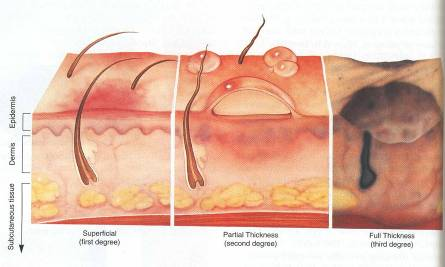 Epidermis
Dermis
Subcutaneous tissue
Superficial
(first degree)
Partial Thickness
(second degree)
Full Thickness
(third degree)